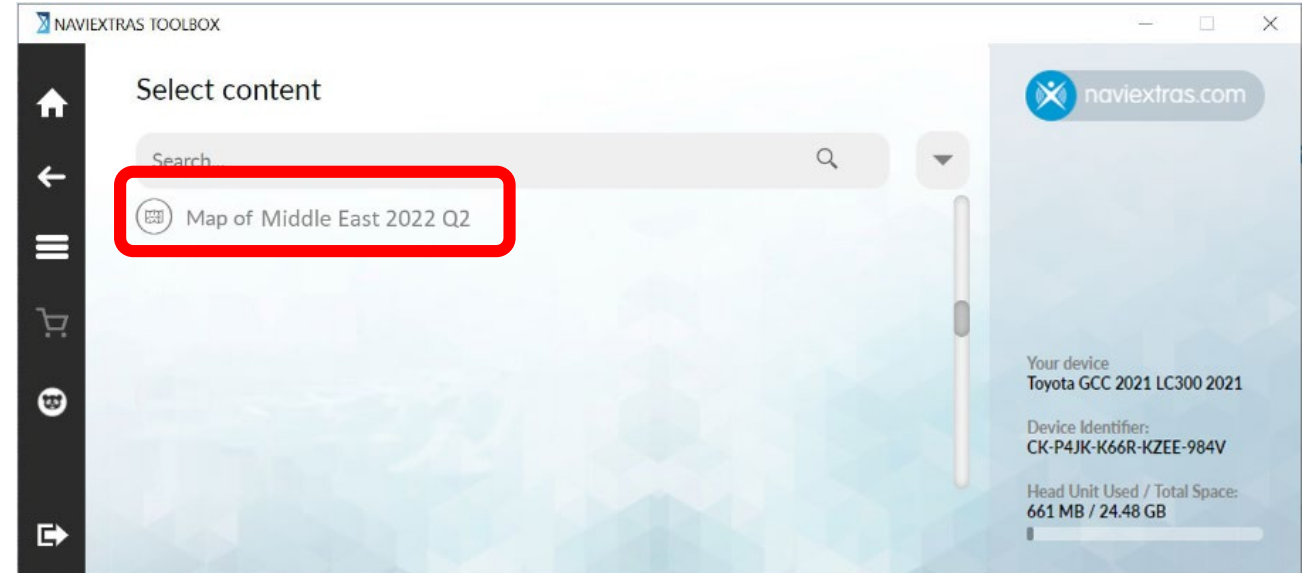 NAVIEXTRAS TOOLBOX
Select content
naviextras.com
Search...
Map of Middle East 2022 Q2
Your device
Toyota GCC 2021 LC300 2021
Device Identifier:
CK-P4JK-K66R-KZEE-984V
Head Unit Used / Total Space:
661 MB / 24.48 GB